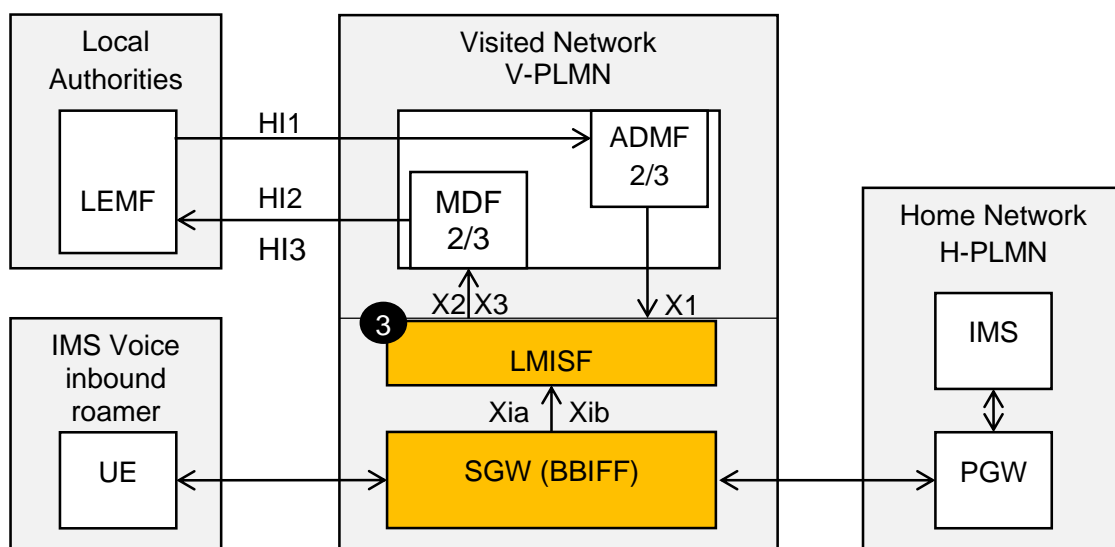 Local
Authorities
LEMF
HI1
HI2
HI3
Visited Network
V-PLMN
ADMF
2/3
MDF
2/3
X2 X3
X1
3
LMISF
Xia Xib
SGW (BBIFF)
IMS Voice
inbound
roamer
UE
Home Network
H-PLMN
IMS
PGW